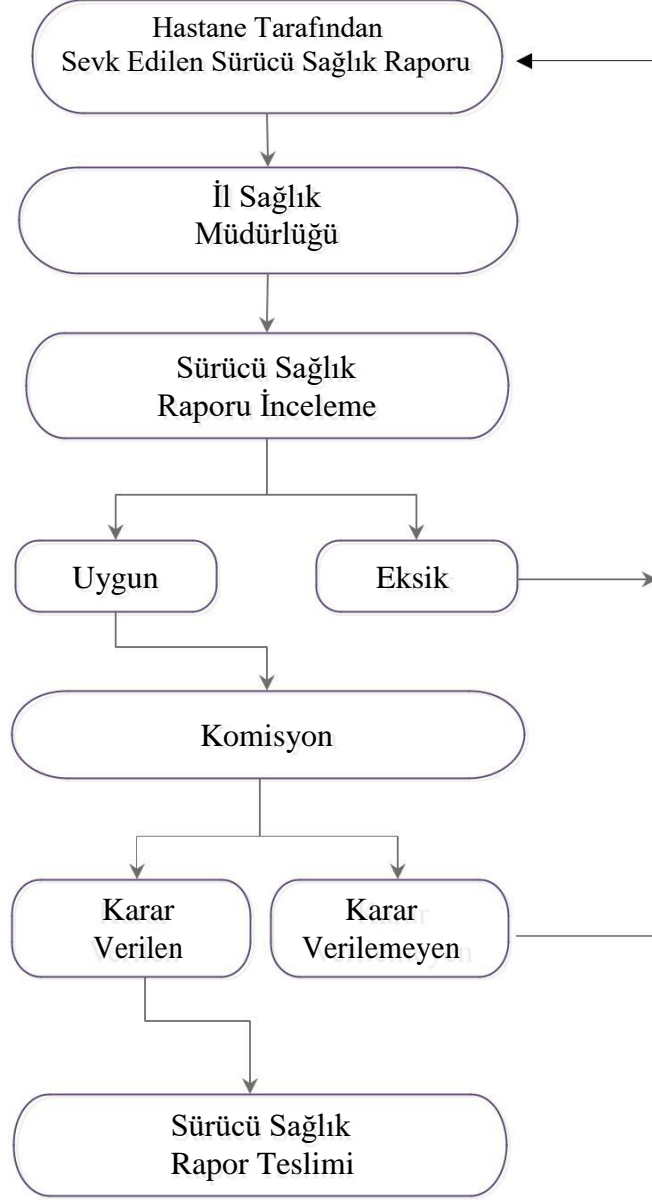 Hastane Tarafından
Sevk Edilen Sürücü Sağlık Raporu
İl Sağlık
Müdürlüğü
Sürücü Sağlık
Raporu İnceleme
Uygun
Eksik
Komisyon
Karar
Verilen
Karar
Verilemeyen
Sürücü Sağlık
Rapor Teslimi